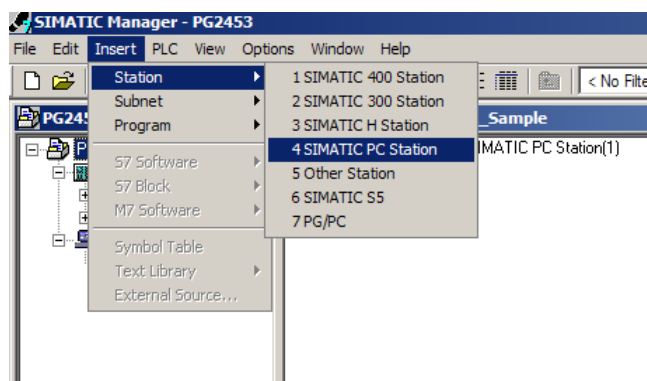 SIMATIC Manager - PG2453
File Edit Insert PLC View Options Window Help
< No Filte
PG245
_Sample
P
IMATIC PC Station(1)
Station
Subnet
Program
S7 Software
S7 Block
M7 Software
Symbol Table
Text Library
External Source...
1 SIMATIC 400 Station
2 SIMATIC 300 Station
3 SIMATIC H Station
4 SIMATIC PC Station
5 Other Station
6 SIMATIC S5
7 PG/PC